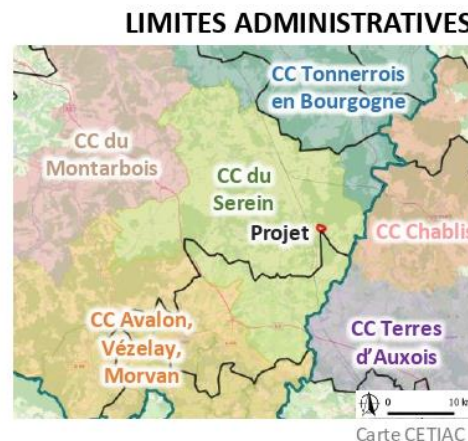 LIMITES ADMINISTRATIVES
CC Tonnerrois
en Bourgogne
CC du
Montarbois
CC du
Serein
Projet
CC Chablis
CC Avalon,
Vézelay,
Morvan
CC Terres
d'Auxois
0 10 k
Carte CETIAC